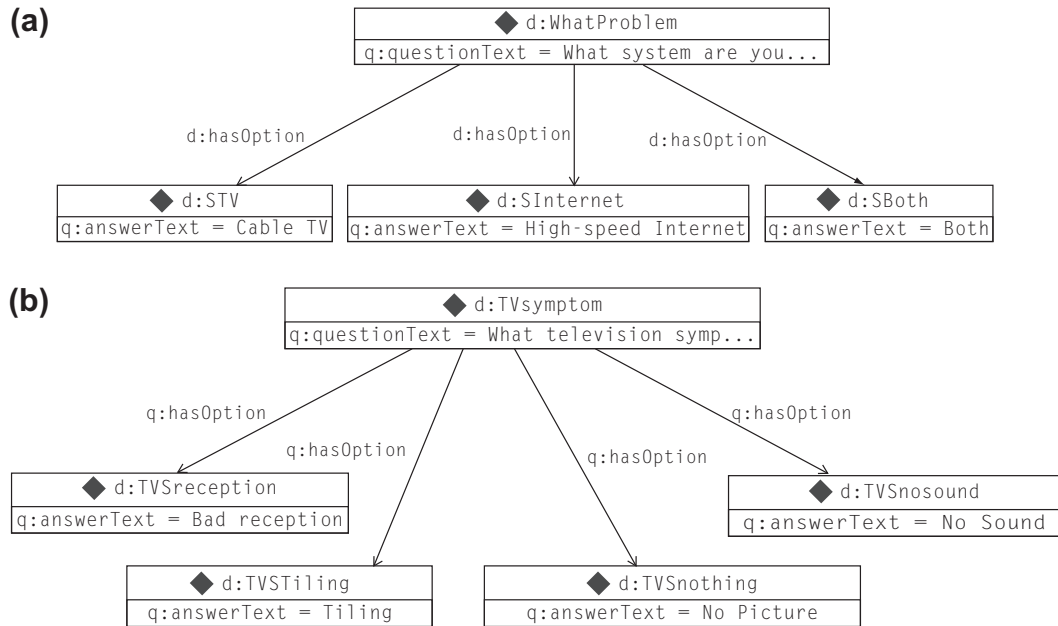 (a)
d:WhatProblem
q:questionText = What system are you...
d:hasOption
d:hasOption
d:hasOption
d:STV
q:answerText = Cable TV
d:SInternet
q:answerText = High-speed Internet
d:SBoth
q:answerText = Both
(b)
d:TVsymptom
q:questionText = What television symp...
q:hasOption
q:hasOption
q:hasOption
q:hasOption
d:TVSreception
q:answerText = Bad reception
d:TVSnosound
q:answerText = No Sound
d:TVSTiling
q:answerText = Tiling
d:TVSnothing
q:answerText = No Picture